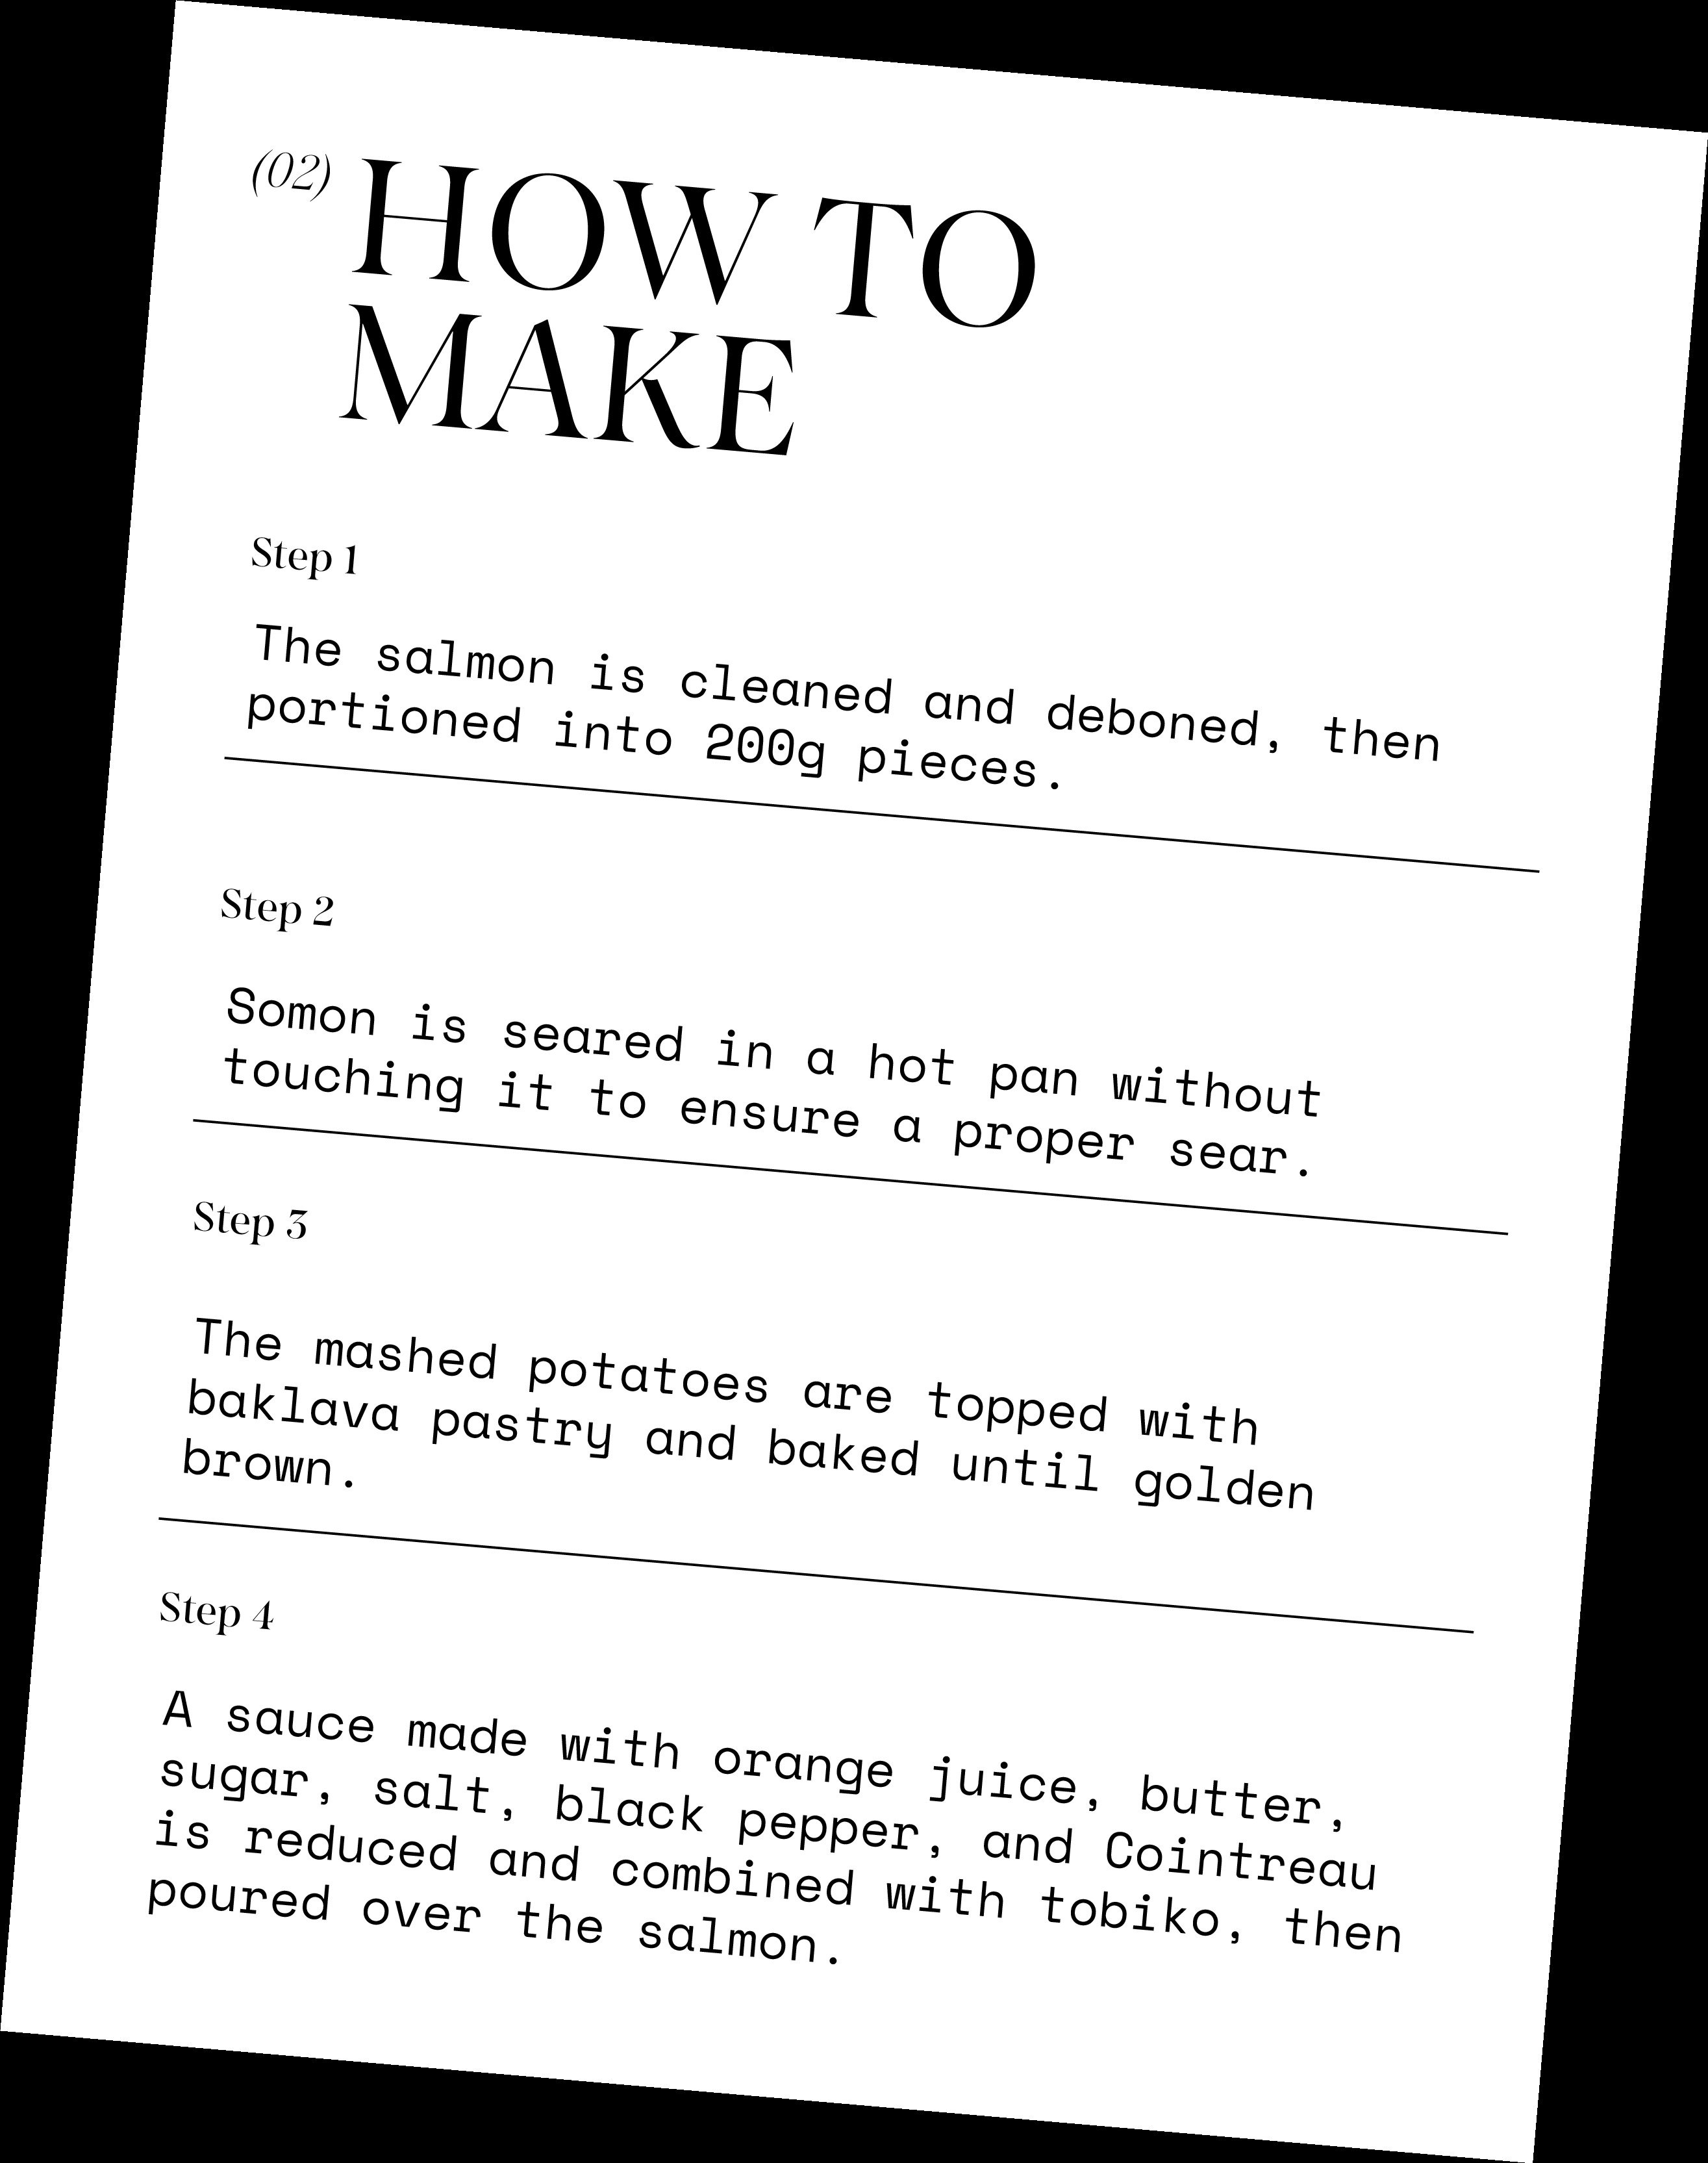 (02) HOW TO
MAKE
Step 1
The salmon is cleaned and deboned, then
portioned into 200g pieces.
Step 2
Somon is seared in a hot pan without
touching it to ensure a proper sear.
Step 3
The mashed potatoes are topped with
baklava pastry and baked until golden
brown.
Step 4
A sauce made with orange juice, butter,
sugar, salt, black pepper, and Cointreau
is reduced and combined with tobiko, then
poured over the salmon.